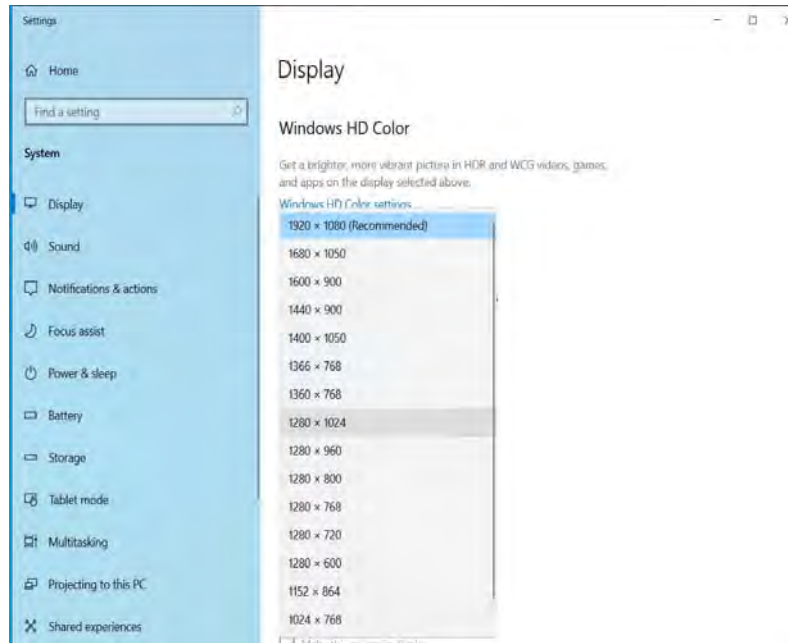 Settings
Home
Find a setting
System
Display
Sound
Notifications & actions
Focus assist
Power & sleep
Battery
Storage
Tablet mode
Multitasking
Projecting to this PC
Shared experiences
Display
Windows HD Color
Get a brighter, more vibrant picture in HDR and WCG videos, games,
and apps on the display selected above.
Windows HD Color settings
1920 × 1080 (Recommended)
1680 × 1050
1600 × 900
1440 × 900
1400 × 1050
1366 × 768
1360 × 768
1280 × 1024
1280 × 960
1280 × 800
1280 × 768
1280 × 720
1280 × 600
1152 × 864
1024 × 768